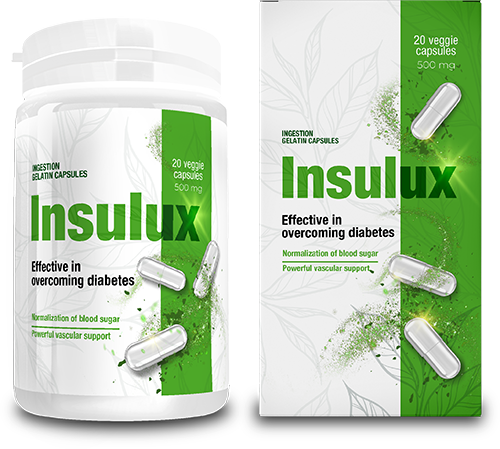 20 veggie
capsules
500 mg
INGESTION
GELATIN CAPSULES
Insulux
Effective in
overcoming diabetes
Normalization of blood sugar
Powerful vascular support
20 veggie
capsules
500 mg
INGESTION
GELATIN CAPSULES
Insulux
Effective in
overcoming diabetes
Normalization of blood sugar
Powerful vascular support